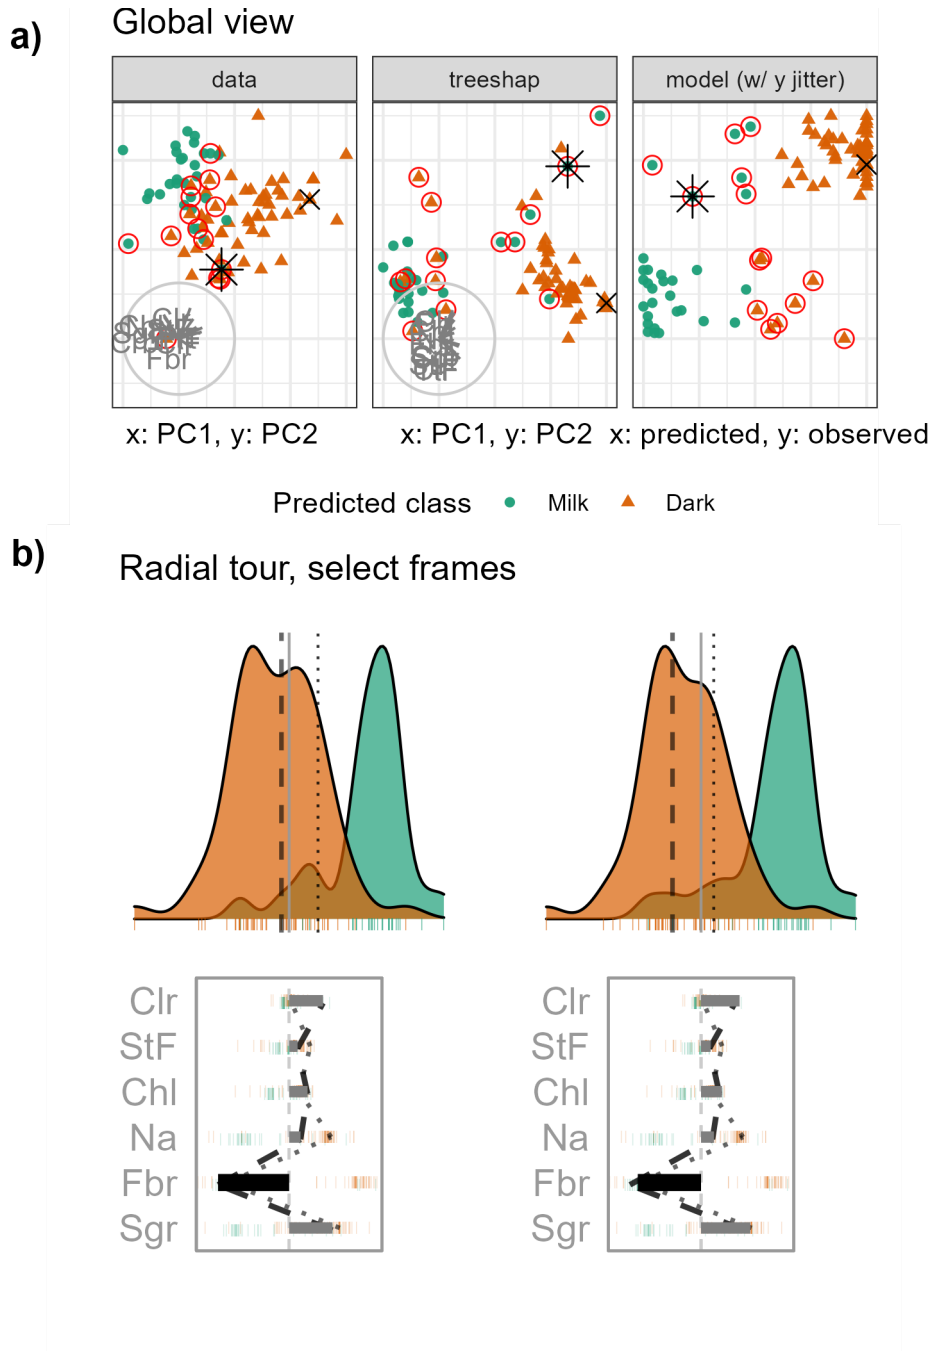 a)
Global view
data
treeshap
model (w/ y jitter)
Fbr
x: PC1, y: PC2
x: PC1, y: PC2
x: predicted, y: observed
Predicted class
Milk
Dark
b)
Radial tour, select frames
Clr
StF
Chl
Na
Fbr
Sgr
Clr
StF
Chl
Na
Fbr
Sgr